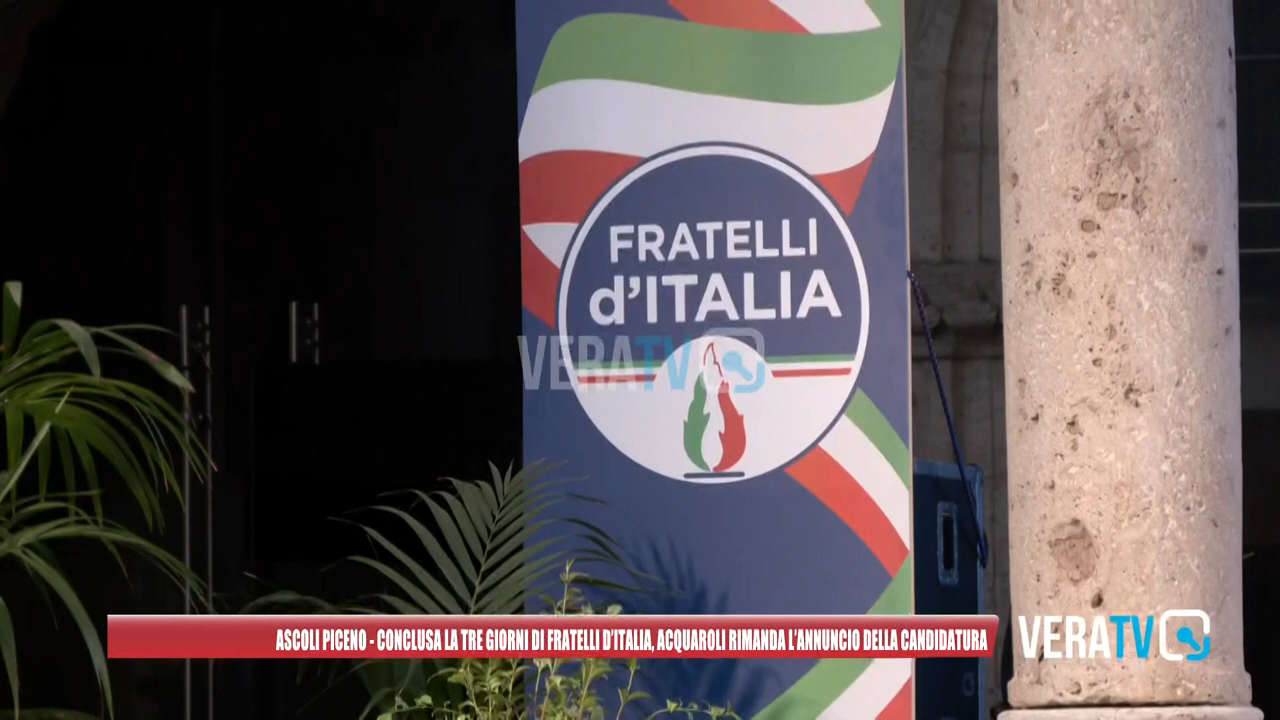 FRATELLI
d'ITALIA
VERATV
ASCOLI PICENO - CONCLUSA LA TRE GIORNI DI FRATELLI D'ITALIA, ACQUAROLI RIMANDA L'ANNUNCIO DELLA CANDIDATURA
VERATV